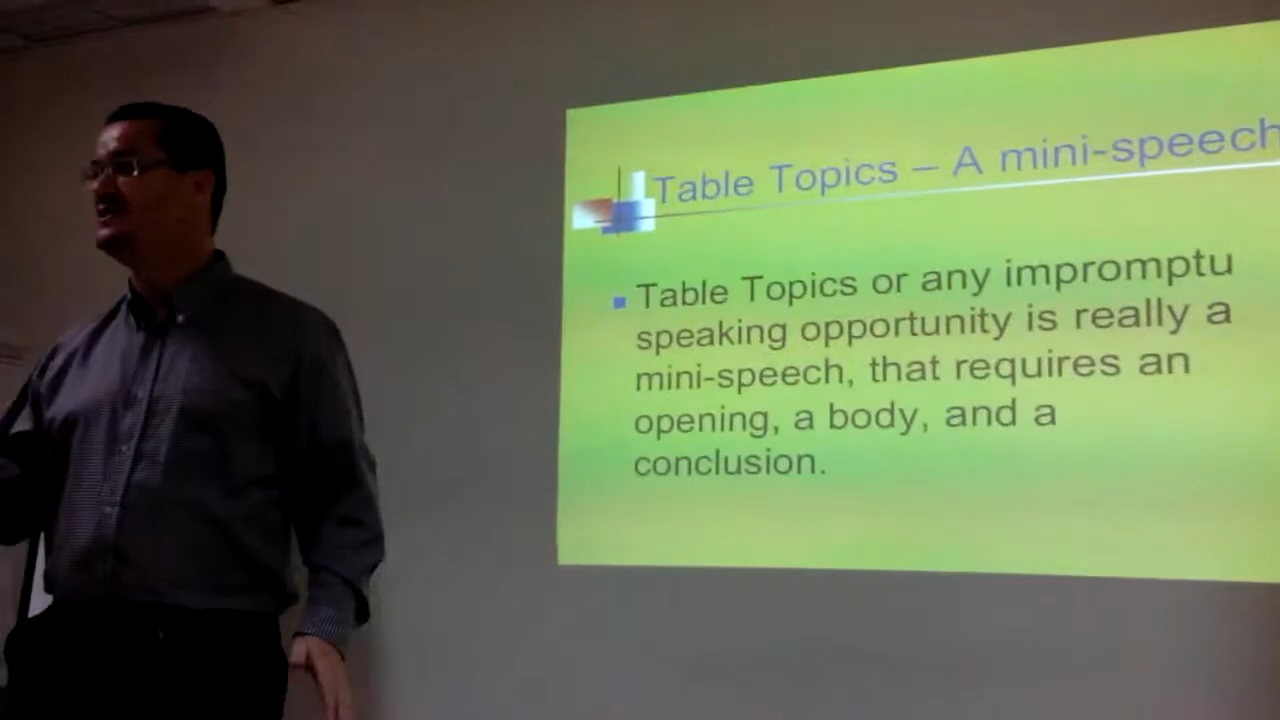 Table Topics – A mini-speech
Table Topics or any impromptu
speaking opportunity is really a
mini-speech, that requires an
opening, a body, and a
conclusion.